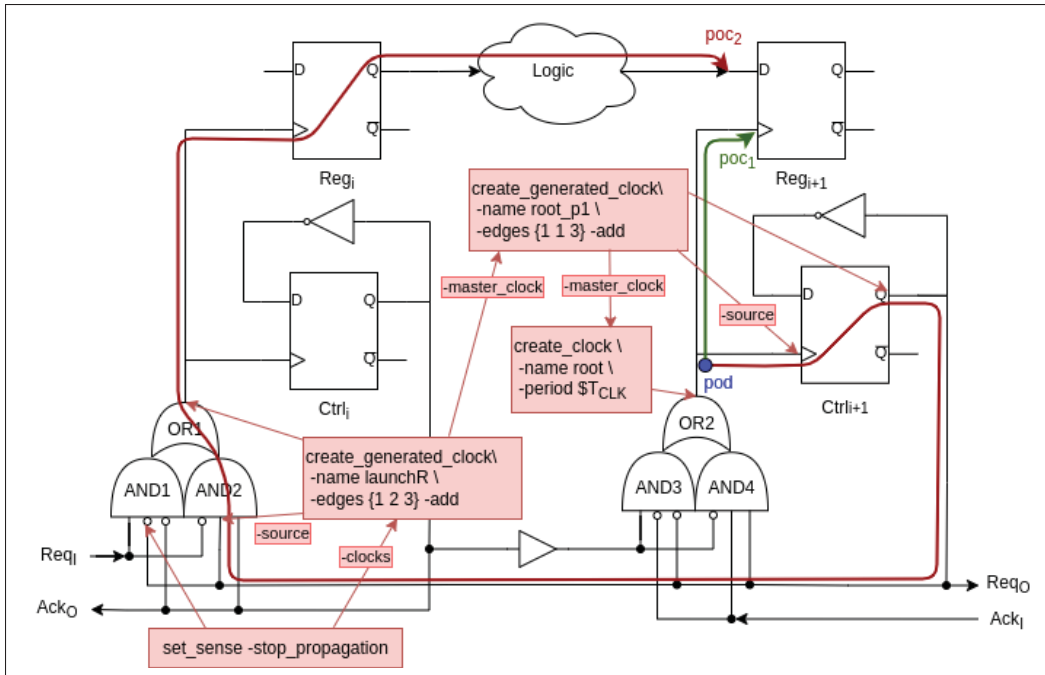 poc2
D
Q
Logic
D
Q
Q
Q
poc1
Regi
Regi+1
create_generated_clock\
-name root_p1 \
-edges {1 1 3} -add
-master_clock
-master_clock
D
Q
D
Q
-source
create_clock \
-name root \
-period $TCLK
Q
Q
pod
Ctrli
Ctrli+1
OR1
OR2
create_generated_clock\
-name launchR \
-edges {1 2 3} -add
AND1
AND2
AND3
AND4
-source
-clocks
ReqI
ReqO
AckO
AckI
set_sense -stop_propagation